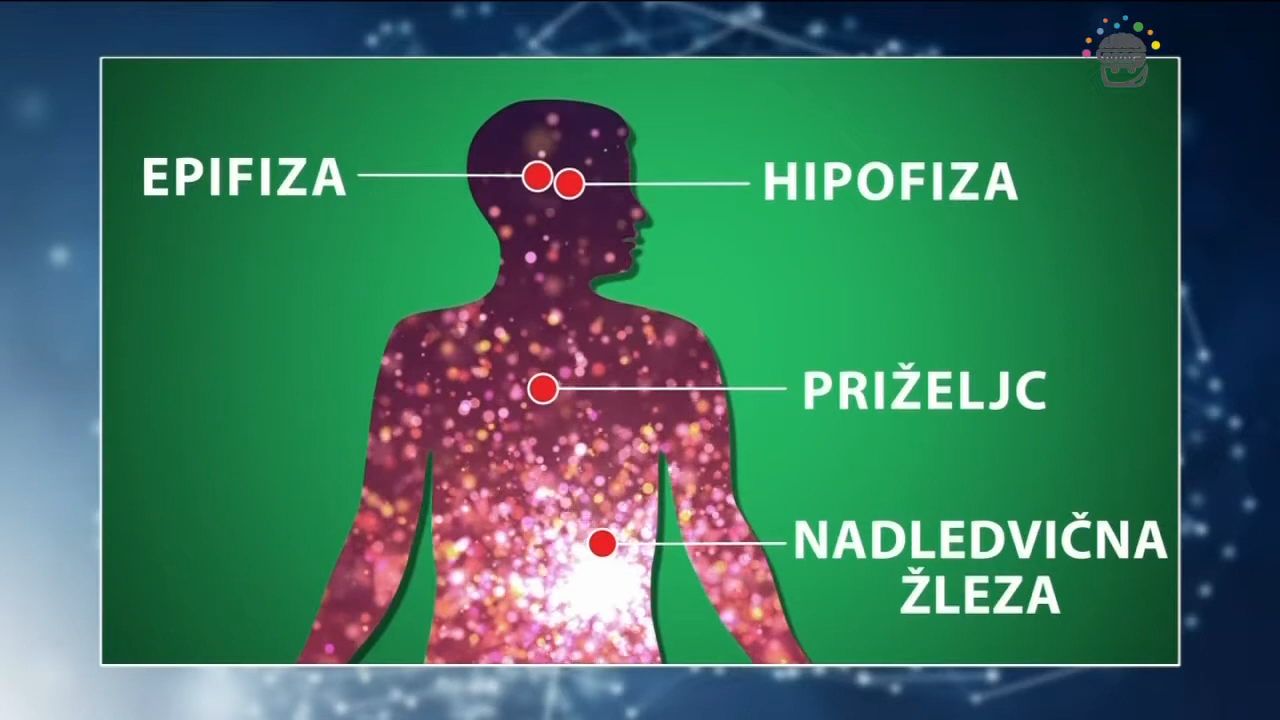 EPIFIZA
HIPOFIZA
PRIŽELJC
NADLEDVIČNA
ŽLEZA